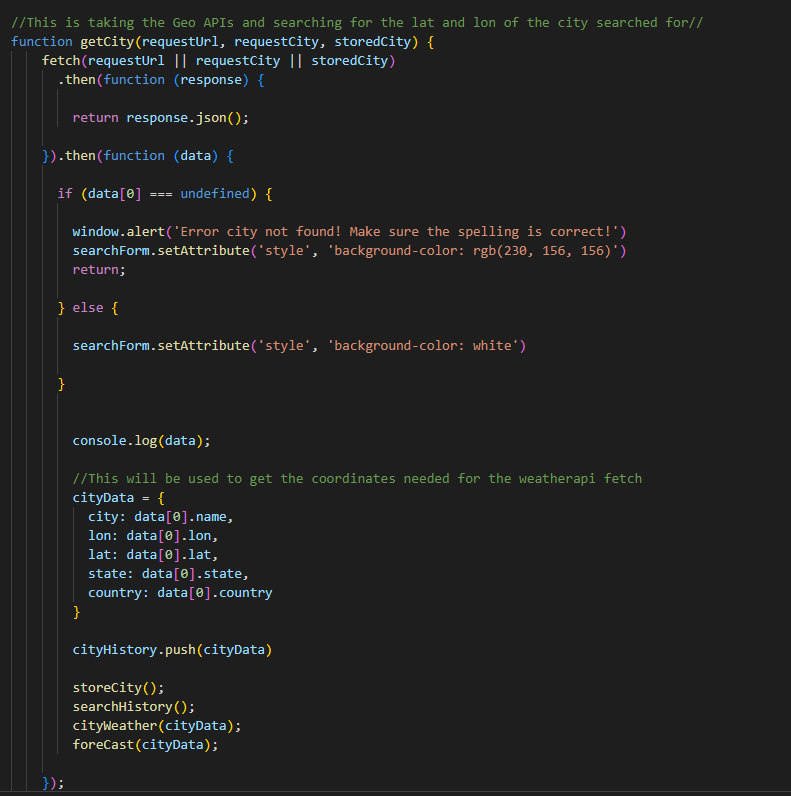 //This is taking the Geo APIs and searching for the lat and lon of the city searched for//
function getCity(requestUrl, requestCity, storedCity) {
fetch(requestUrl || requestCity || storedCity)
.then(function (response) {
return response.json();
}).then(function (data) {
if (data[0] === undefined) {
window.alert('Error city not found! Make sure the spelling is correct!')
searchForm.setAttribute('style', 'background-color: rgb(230, 156, 156)')
return;
} else {
searchForm.setAttribute('style', 'background-color: white')
}
console.log(data);
//This will be used to get the coordinates needed for the weatherapi fetch
cityData = {
city: data[0].name,
lon: data[0].lon,
lat: data[0].lat,
state: data[0].state,
country: data[0].country
}
cityHistory.push(cityData)
storeCity();
searchHistory();
cityWeather(cityData);
foreCast(cityData);
});